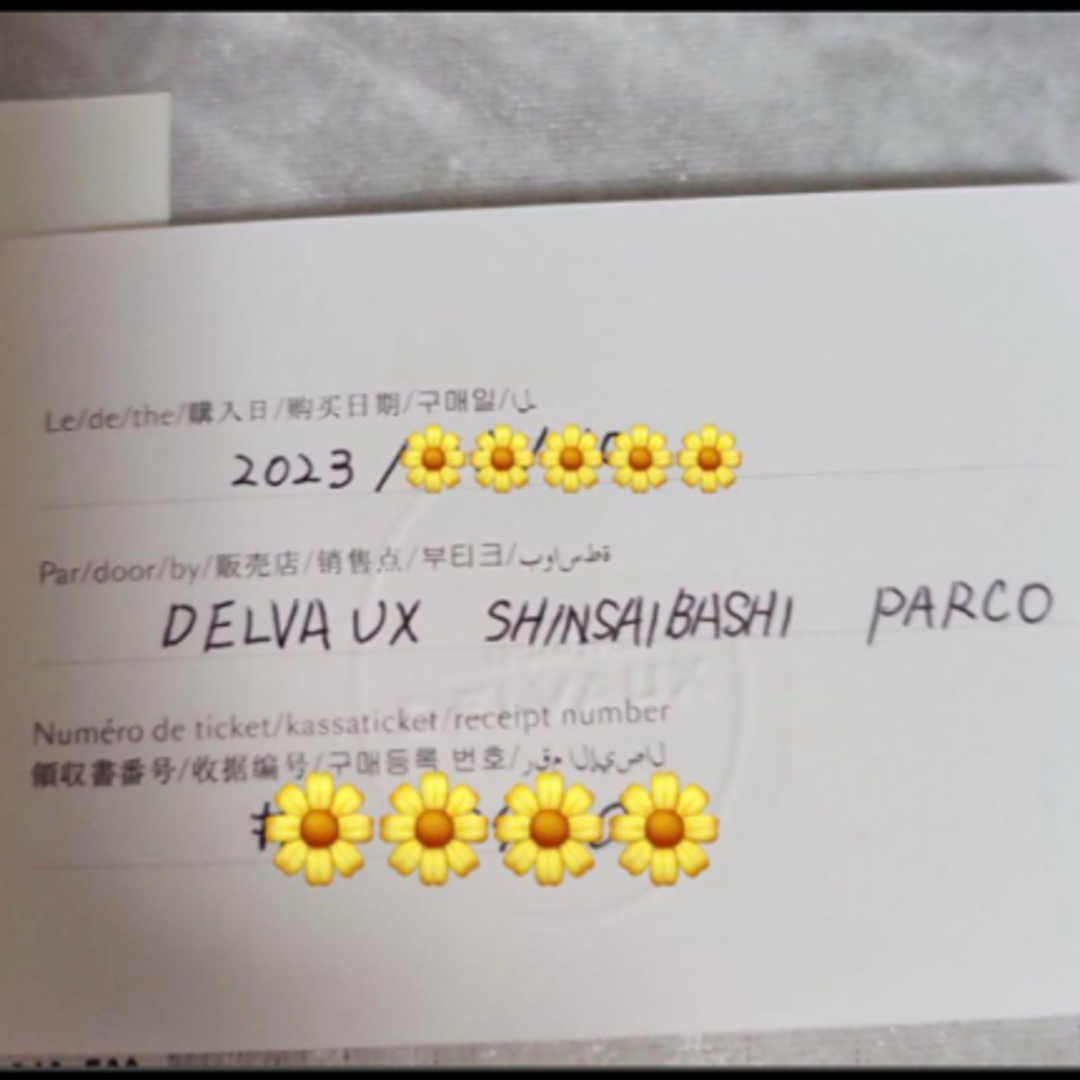 Le/de/the/購入日/购买日期/구매일/
2023 /
Par/door/by/販売店/销售点/부티크/بواسطة
DELVAUX SHINSAIBASHI PARCO
Numéro de ticket/kassaticket/receipt number
領収書番号/收据编号/구매등록 번호/
#
DELVAUX